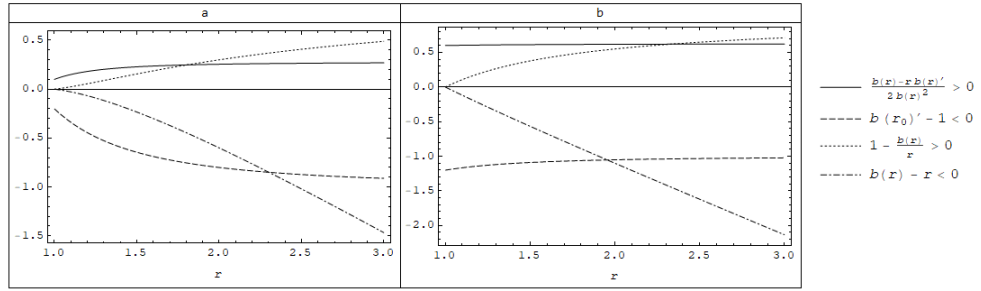 a
b
0.5
0.0
-0.5
-1.0
-1.5
1.0 1.5 2.0 2.5 3.0
r
0.5
0.0
-0.5
-1.0
-1.5
-2.0
1.0 1.5 2.0 2.5 3.0
r
b(r)-r b(r)′
2 b(r)² > 0
b (r₀)′ - 1 < 0
1 - b(r)/r > 0
b(r) - r < 0